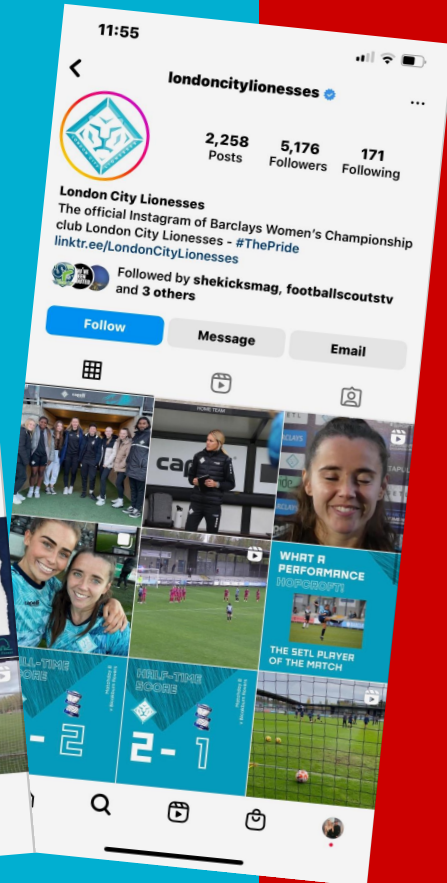 11:55
londoncitylionesses
2,258
Posts
5,176
Followers
171
Following
London City Lionesses
The official Instagram of Barclays Women's Championship
club London City Lionesses - #ThePride
linktr.ee/LondonCityLionesses
Followed by shekicksmag, footballscoutstv
and 3 others
Follow
Message
Email
HOME TEAM
WHAT A
PERFORMANCE
HOPCROFT!
THE SETL PLAYER
OF THE MATCH
HALF-TIME
SCORE
2 - 1
- 2